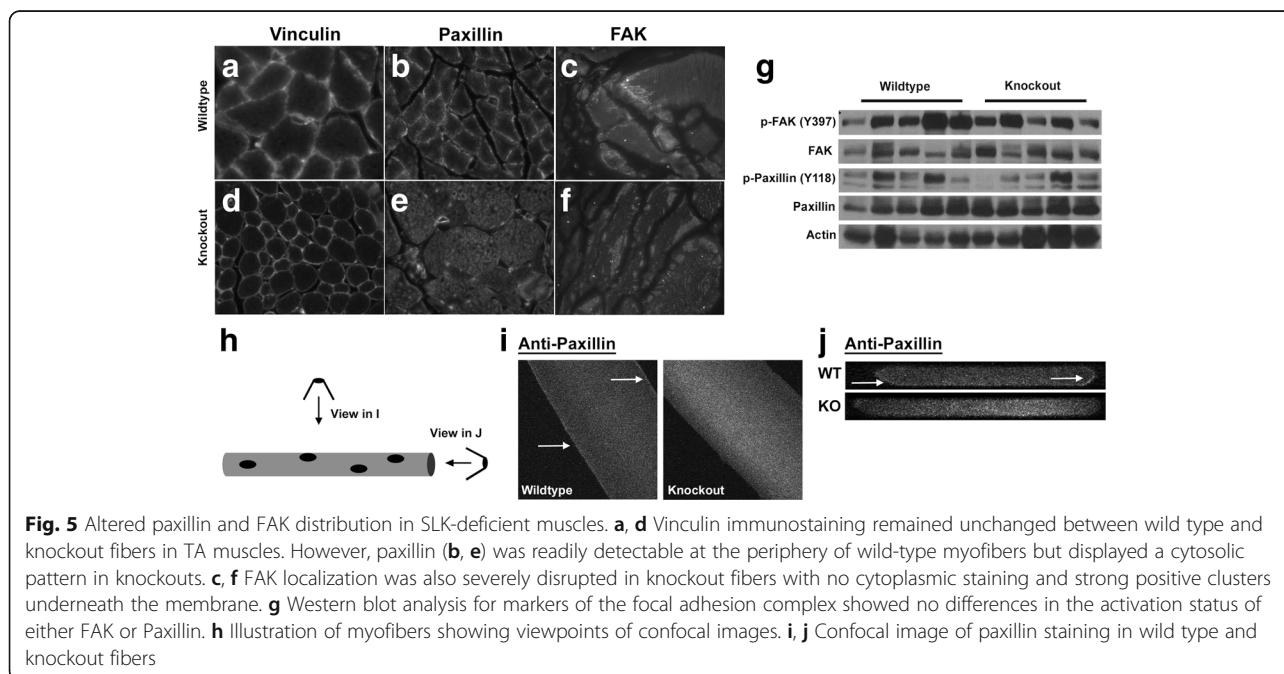 Vinculin Paxillin FAK
a b c
Wildtype
d e f
Knockout
g
Wildtype Knockout
p-FAK (Y397)
FAK
p-Paxillin (Y118)
Paxillin
Actin
h
View in I
View in J
i Anti-Paxillin
Wildtype Knockout
j Anti-Paxillin
WT
KO
Fig. 5 Altered paxillin and FAK distribution in SLK-deficient muscles. a, d Vinculin immunostaining remained unchanged between wild type and
knockout fibers in TA muscles. However, paxillin (b, e) was readily detectable at the periphery of wild-type myofibers but displayed a cytosolic
pattern in knockouts. c, f FAK localization was also severely disrupted in knockout fibers with no cytoplasmic staining and strong positive clusters
underneath the membrane. g Western blot analysis for markers of the focal adhesion complex showed no differences in the activation status of
either FAK or Paxillin. h Illustration of myofibers showing viewpoints of confocal images. i, j Confocal image of paxillin staining in wild type and
knockout fibers